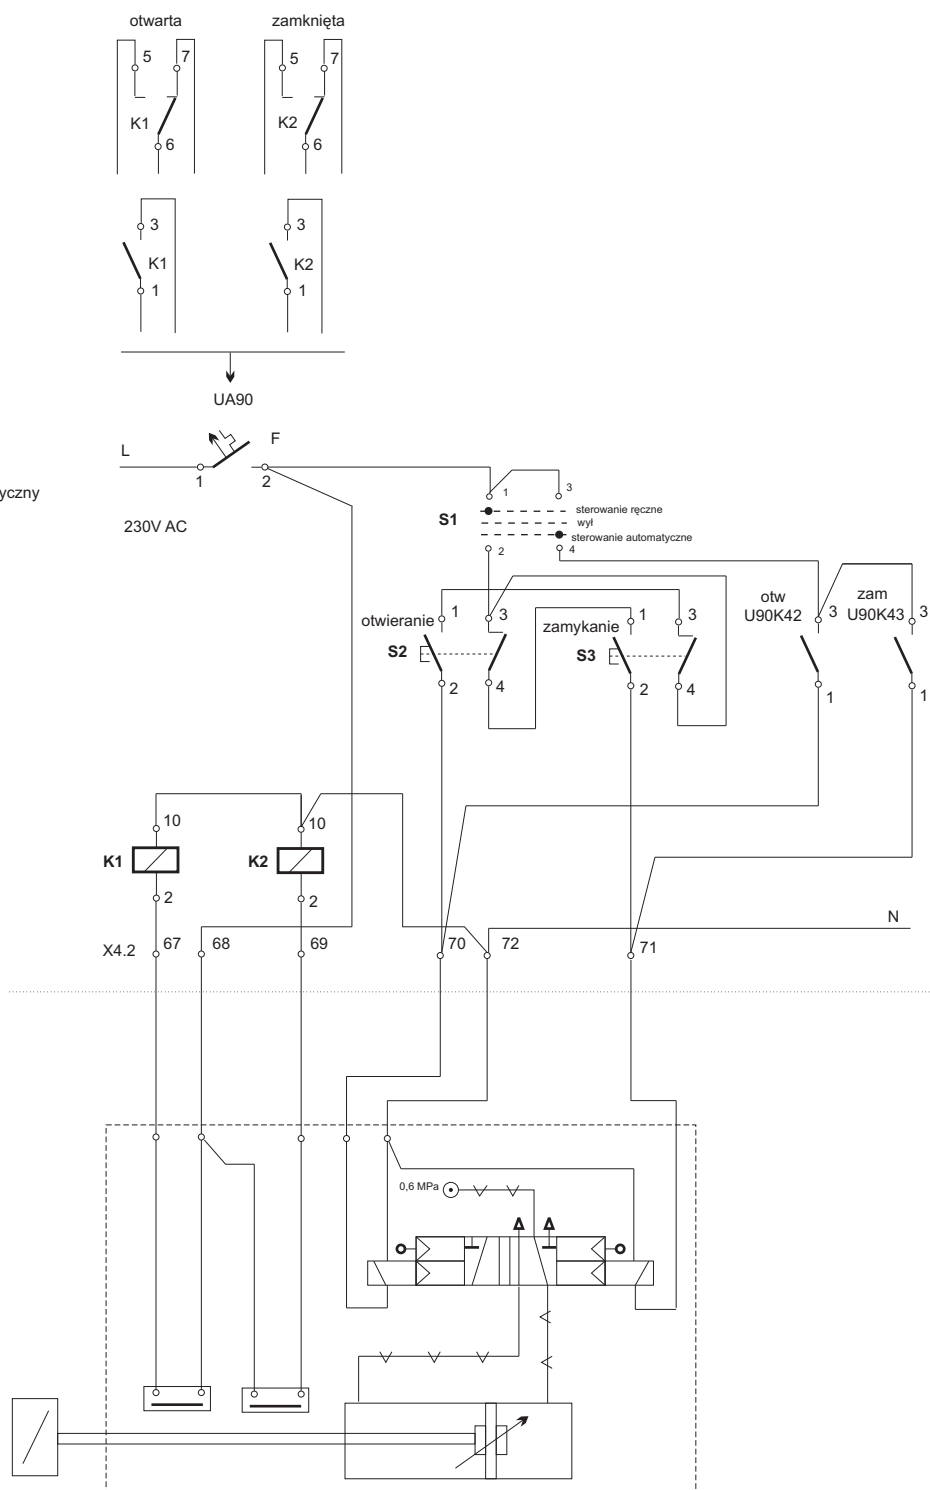 otwarta zamknięta
5 7 5 7
K1 K2
6 6
3 3
K1 K2
1 1
UA90
L F
1 2
yczny
230V AC
1 3
S1 sterowanie ręczne
wył
sterowanie automatyczne
2 4
otw zam
U90K42 3 U90K43 3
otwieranie 1 3 zamykanie 1 3
S2 S3
2 4 2 4
1 1
10 10
K1 K2
2 2
N
X4.2 67 68 69 70 72 71
0,6 MPa